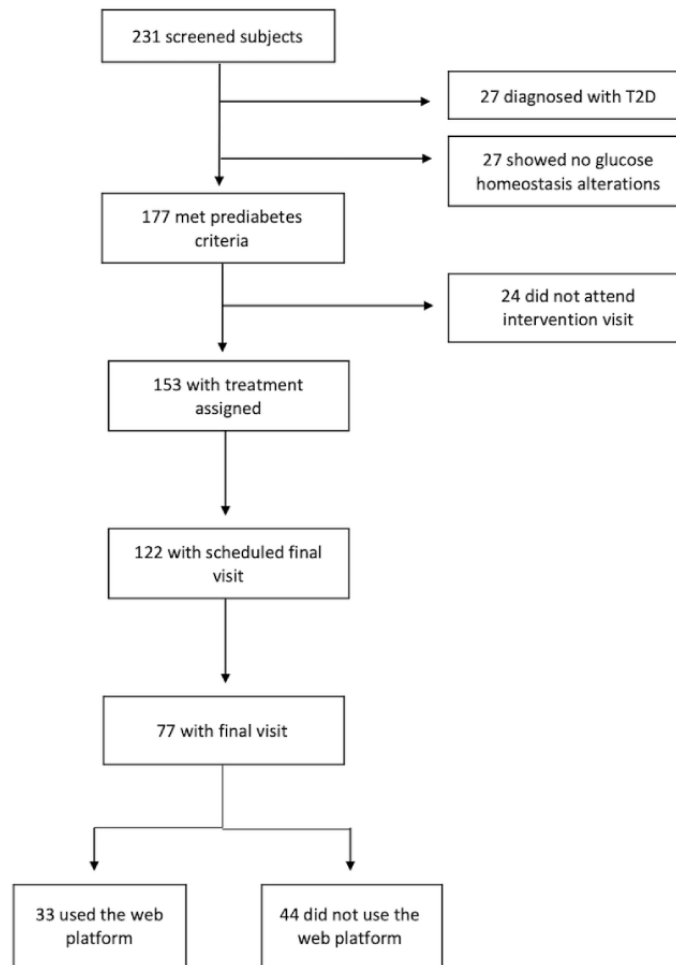 231 screened subjects
27 diagnosed with T2D
27 showed no glucose
homeostasis alterations
177 met prediabetes
criteria
24 did not attend
intervention visit
153 with treatment
assigned
122 with scheduled final
visit
77 with final visit
33 used the web
platform
44 did not use the
web platform